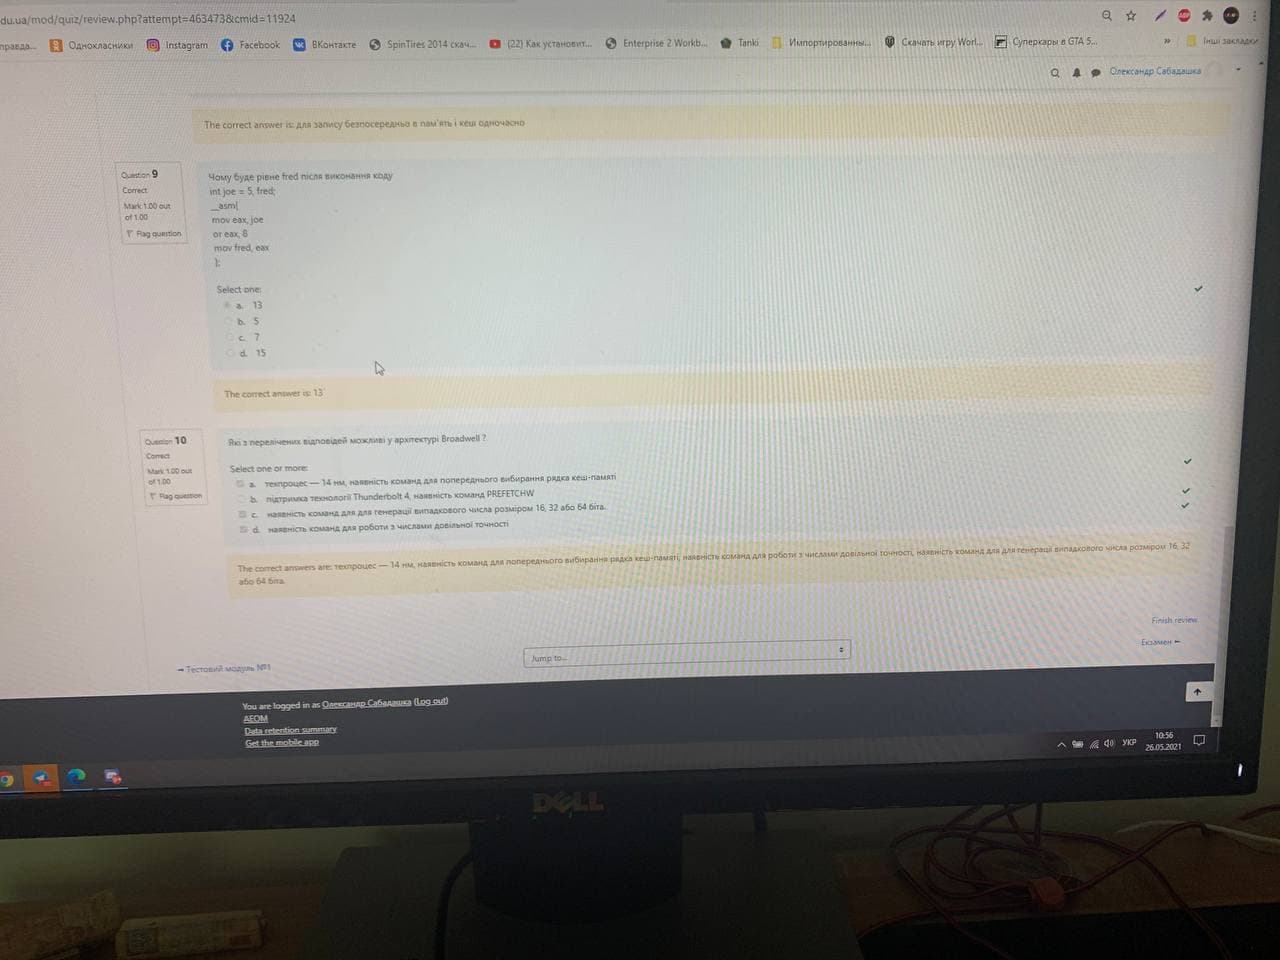 du.ua/mod/quiz/review.php?attempt=463473&cmid=11924
правда...
Однокласники
Instagram
Facebook
ВКонтакте
SpinTires 2014 скач...
(22) Как установит...
Enterprise 2 Workb...
Tanki
Импортированны...
Скачать игру Worl...
Суперкары в GTA 5...
»
Інші закладки
Олександр Сабадашка
The correct answer is: для запису безпосередньо в пам'ять і кеш одночасно
Question 9
Correct
Mark 1.00 out
of 1.00
Flag question
Чому буде рівне fred після виконання коду
int joe = 5, fred;
__asm{
mov eax, joe
or eax, 8
mov fred, eax
};
Select one:
a. 13
b. 5
c. 7
d. 15
The correct answer is: 13
Question 10
Correct
Mark 1.00 out
of 1.00
Flag question
Які з перелічених відповідей можливі у архітектурі Broadwell ?
Select one or more:
a. техпроцес — 14 нм, наявність команд для попереднього вибирання рядка кеш-памяті
b. підтримка технології Thunderbolt 4, наявність команд PREFETCHW
c. наявність команд для для генерації випадкового числа розміром 16, 32 або 64 біта.
d. наявність команд для роботи з числами довільної точності
The correct answers are: техпроцес — 14 нм, наявність команд для попереднього вибирання рядка кеш-памяті, наявність команд для роботи з числами довільної точності, наявність команд для для генерації випадкового числа розміром 16, 32
або 64 біта.
Finish review
→ Тестовий модуль №1
Jump to...
Екзамен ←
You are logged in as Олександр Сабадашка (Log out)
АЕОМ
Data retention summary
Get the mobile app
УКР
10:56
26.05.2021
DELL